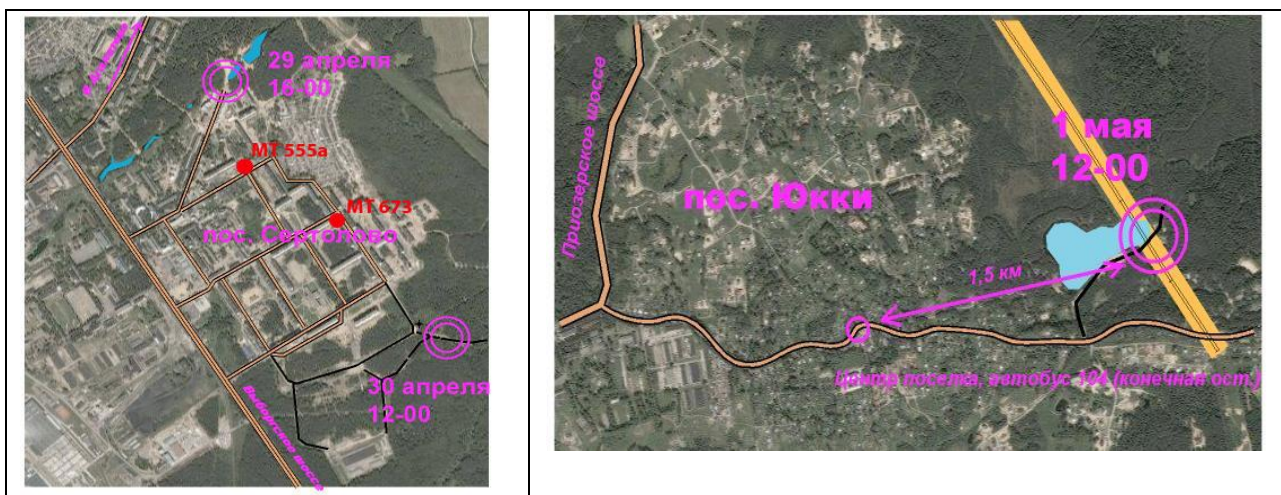 29 апреля
16-00
МТ 555а
МТ 673
пос. Сертолово
30 апреля
12-00
Выборгское шоссе
Приозерское шоссе
1 мая
12-00
пос. Юкки
1,5 км
Центр поселка, автобус 104 (конечная ост.)